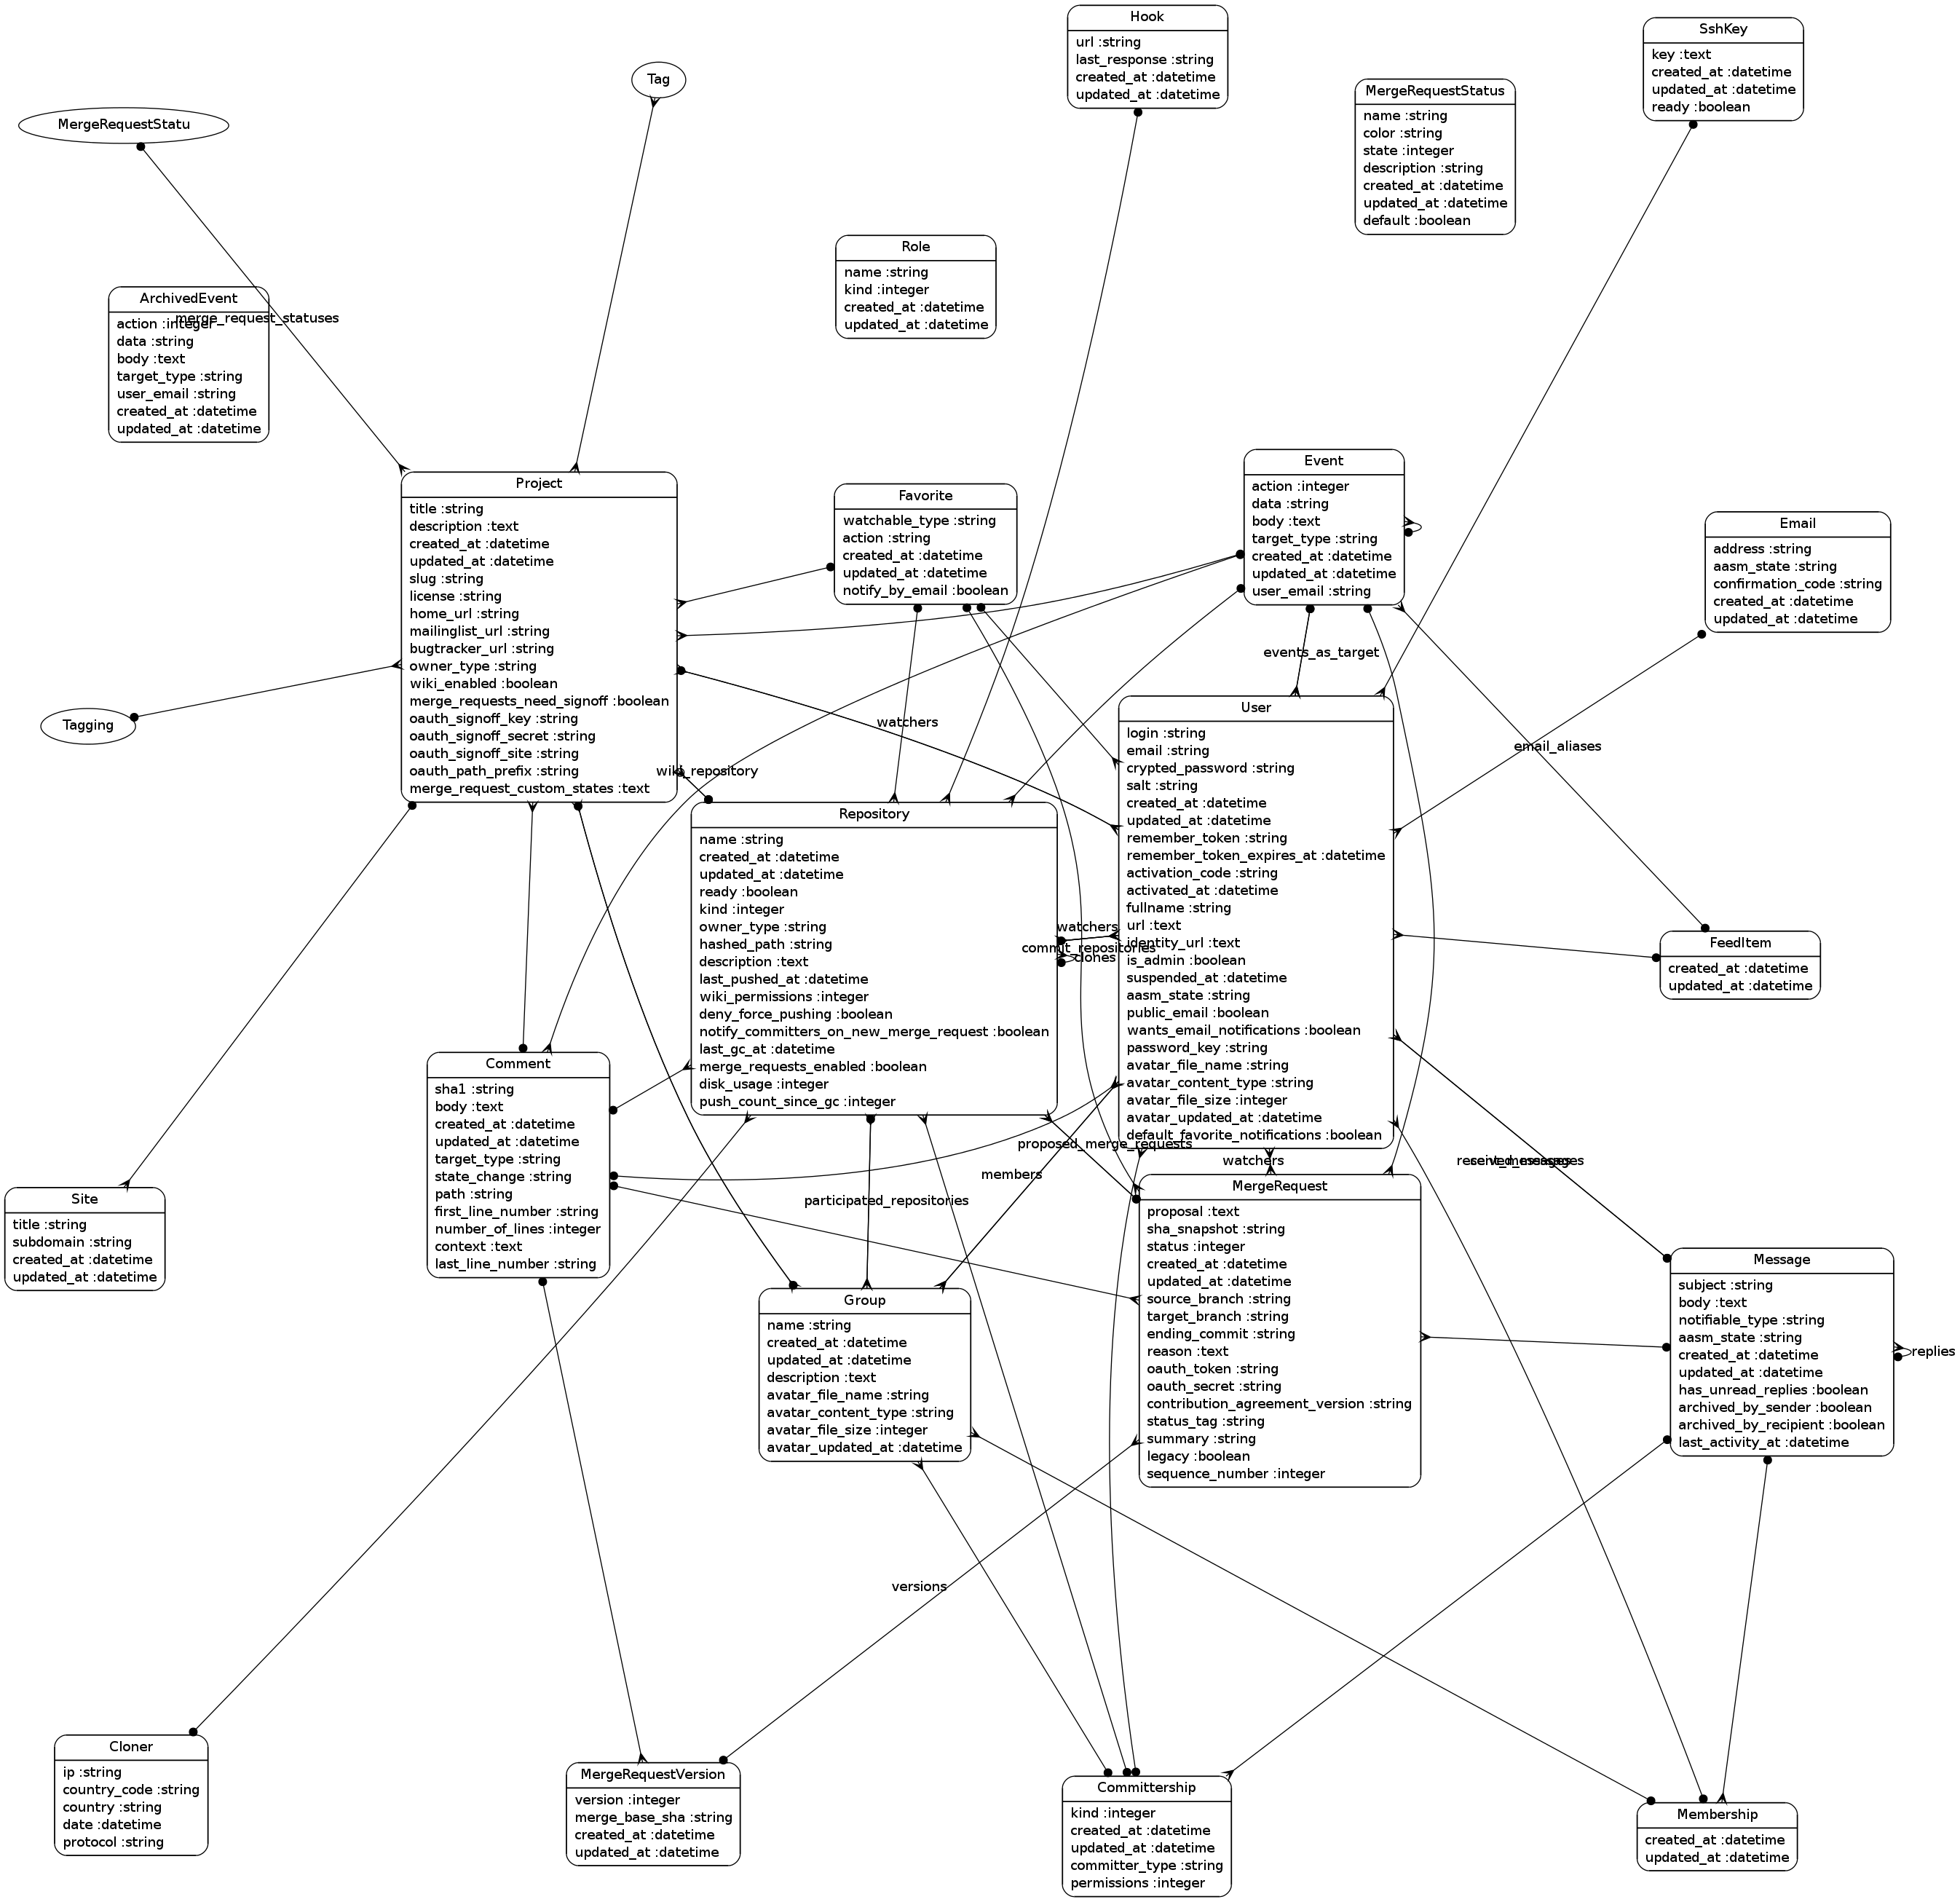 Hook
url :string
last_response :string
created_at :datetime
updated_at :datetime
SshKey
key :text
created_at :datetime
updated_at :datetime
ready :boolean
Tag
MergeRequestStatus
name :string
color :string
state :integer
description :string
created_at :datetime
updated_at :datetime
default :boolean
MergeRequestStatu
Role
name :string
kind :integer
created_at :datetime
updated_at :datetime
ArchivedEvent
action :integer
data :string
body :text
target_type :string
user_email :string
created_at :datetime
updated_at :datetime
merge_request_statuses
Project
title :string
description :text
created_at :datetime
updated_at :datetime
slug :string
license :string
home_url :string
mailinglist_url :string
bugtracker_url :string
owner_type :string
wiki_enabled :boolean
merge_requests_need_signoff :boolean
oauth_signoff_key :string
oauth_signoff_secret :string
oauth_signoff_site :string
oauth_path_prefix :string
merge_request_custom_states :text
Favorite
watchable_type :string
action :string
created_at :datetime
updated_at :datetime
notify_by_email :boolean
Event
action :integer
data :string
body :text
target_type :string
created_at :datetime
updated_at :datetime
user_email :string
Email
address :string
aasm_state :string
confirmation_code :string
created_at :datetime
updated_at :datetime
events_as_target
Tagging
watchers
email_aliases
wiki_repository
User
login :string
email :string
crypted_password :string
salt :string
created_at :datetime
updated_at :datetime
remember_token :string
remember_token_expires_at :datetime
activation_code :string
activated_at :datetime
fullname :string
url :text
identity_url :text
is_admin :boolean
suspended_at :datetime
aasm_state :string
public_email :boolean
wants_email_notifications :boolean
password_key :string
avatar_file_name :string
avatar_content_type :string
avatar_file_size :integer
avatar_updated_at :datetime
default_favorite_notifications :boolean
Repository
name :string
created_at :datetime
updated_at :datetime
ready :boolean
kind :integer
owner_type :string
hashed_path :string
description :text
last_pushed_at :datetime
wiki_permissions :integer
deny_force_pushing :boolean
notify_committers_on_new_merge_request :boolean
last_gc_at :datetime
merge_requests_enabled :boolean
disk_usage :integer
push_count_since_gc :integer
watchers
commit_repositories
clones
FeedItem
created_at :datetime
updated_at :datetime
Comment
sha1 :string
body :text
created_at :datetime
updated_at :datetime
target_type :string
state_change :string
path :string
first_line_number :string
number_of_lines :integer
context :text
last_line_number :string
proposed_merge_requests
watchers
members
participated_repositories
received_messages
sent_messages
Site
title :string
subdomain :string
created_at :datetime
updated_at :datetime
MergeRequest
proposal :text
sha_snapshot :string
status :integer
created_at :datetime
updated_at :datetime
source_branch :string
target_branch :string
ending_commit :string
reason :text
oauth_token :string
oauth_secret :string
contribution_agreement_version :string
status_tag :string
summary :string
legacy :boolean
sequence_number :integer
Message
subject :string
body :text
notifiable_type :string
aasm_state :string
created_at :datetime
updated_at :datetime
has_unread_replies :boolean
archived_by_sender :boolean
archived_by_recipient :boolean
last_activity_at :datetime
replies
Group
name :string
created_at :datetime
updated_at :datetime
description :text
avatar_file_name :string
avatar_content_type :string
avatar_file_size :integer
avatar_updated_at :datetime
versions
Cloner
ip :string
country_code :string
country :string
date :datetime
protocol :string
MergeRequestVersion
version :integer
merge_base_sha :string
created_at :datetime
updated_at :datetime
Committership
kind :integer
created_at :datetime
updated_at :datetime
committer_type :string
permissions :integer
Membership
created_at :datetime
updated_at :datetime